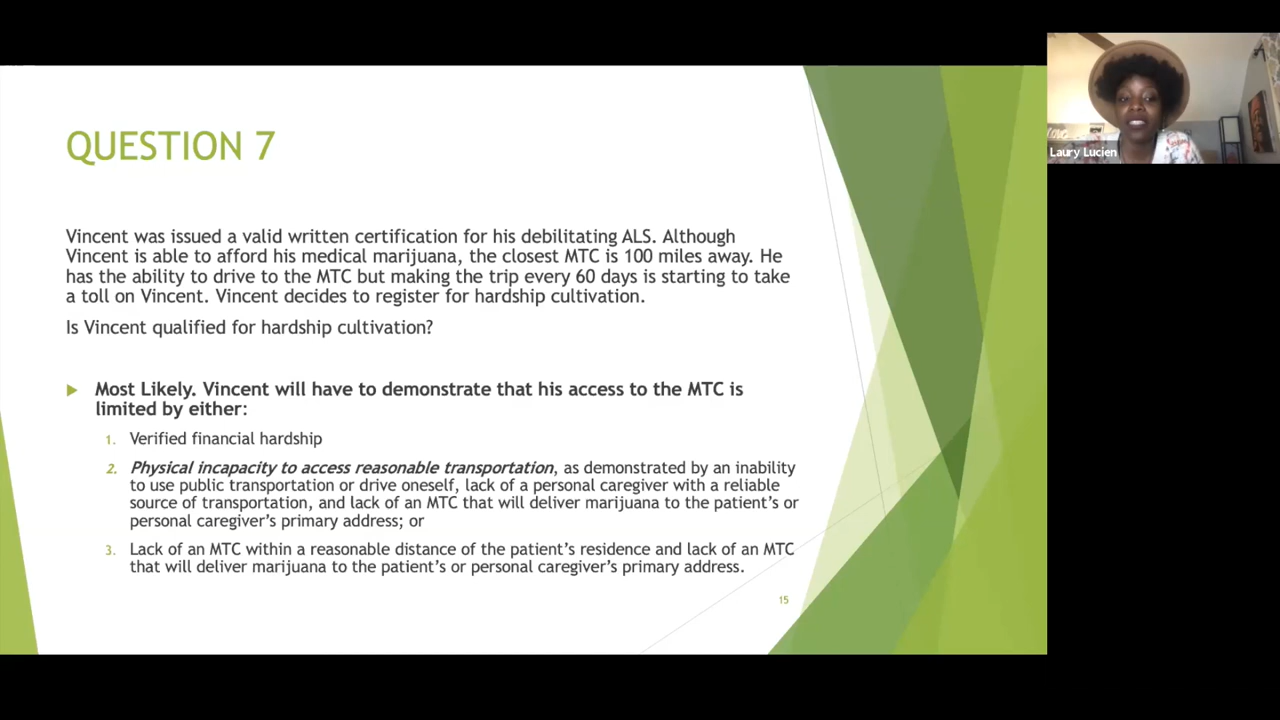 QUESTION 7
Vincent was issued a valid written certification for his debilitating ALS. Although
Vincent is able to afford his medical marijuana, the closest MTC is 100 miles away. He
has the ability to drive to the MTC but making the trip every 60 days is starting to take
a toll on Vincent. Vincent decides to register for hardship cultivation.
Is Vincent qualified for hardship cultivation?
Most Likely. Vincent will have to demonstrate that his access to the MTC is
limited by either:
1. Verified financial hardship
2. Physical incapacity to access reasonable transportation, as demonstrated by an inability
to use public transportation or drive oneself, lack of a personal caregiver with a reliable
source of transportation, and lack of an MTC that will deliver marijuana to the patient's or
personal caregiver's primary address; or
3. Lack of an MTC within a reasonable distance of the patient's residence and lack of an MTC
that will deliver marijuana to the patient's or personal caregiver's primary address.
15
Laury Lucien